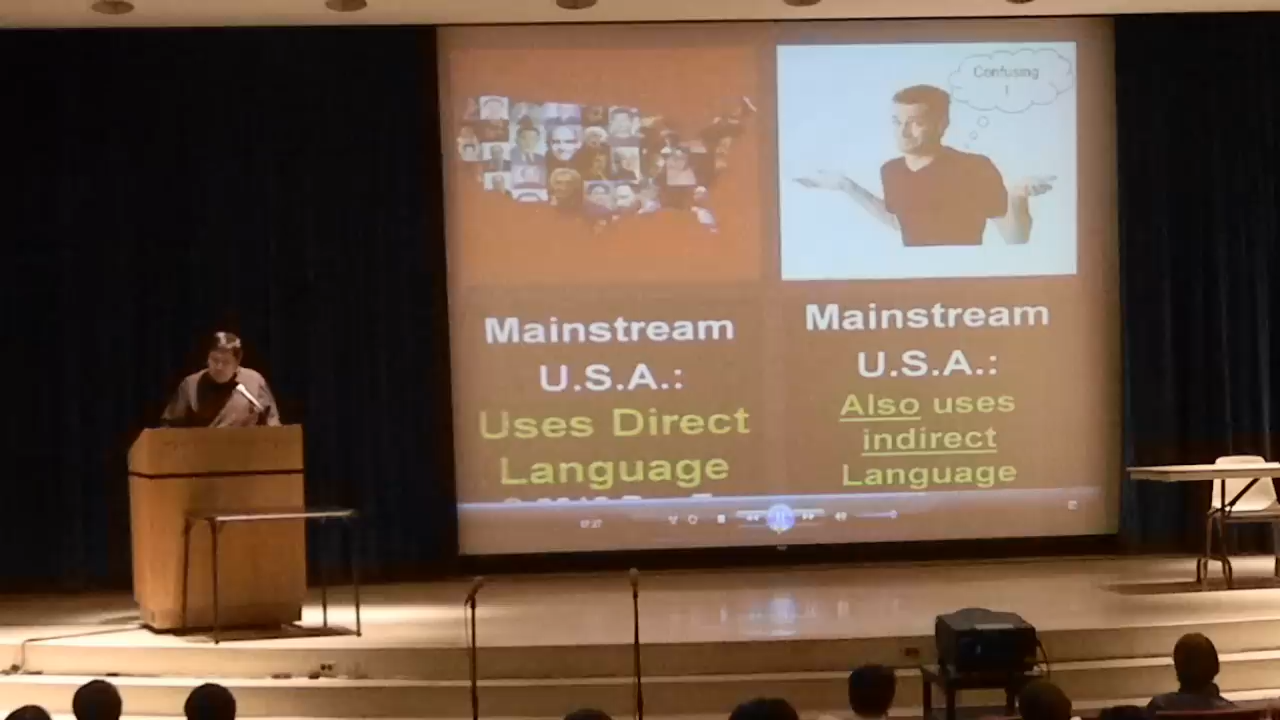 Confusing
!
Mainstream
U.S.A.:
Uses Direct
Language
Mainstream
U.S.A.:
Also uses
indirect
Language